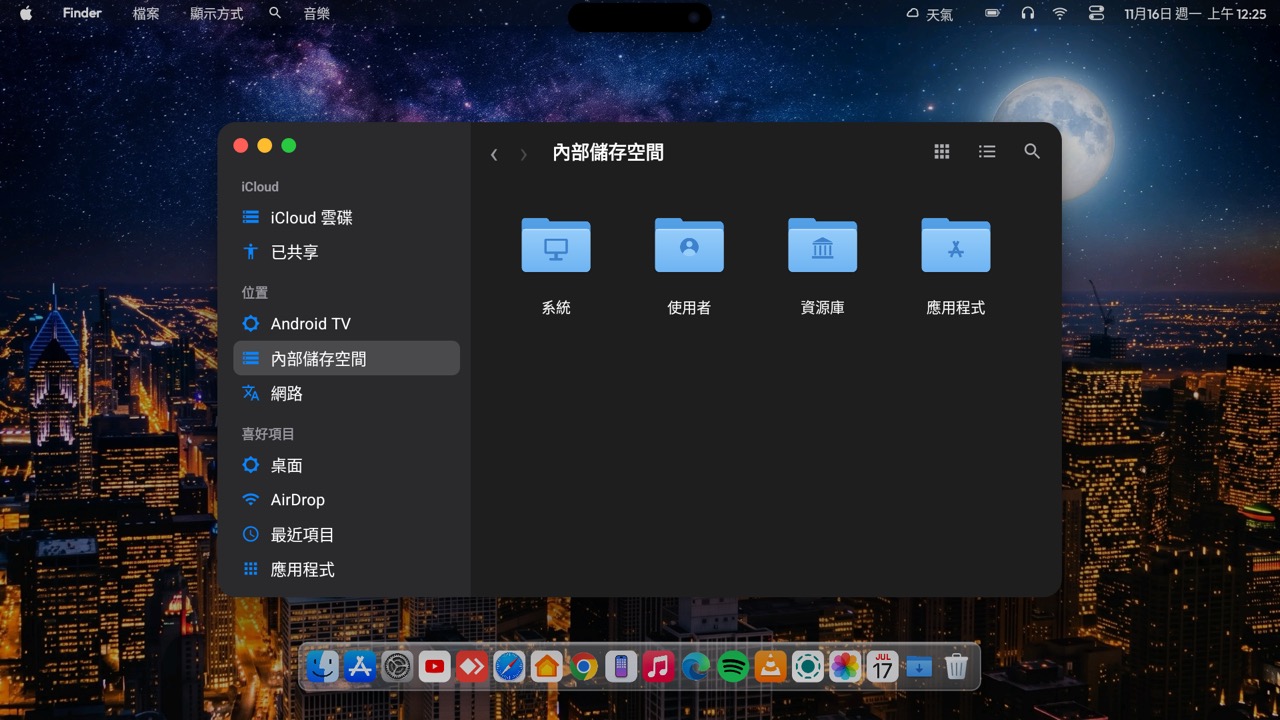 Finder 檔案 顯示方式 音樂 天氣 11月16日 週一 上午 12:25
內部儲存空間
iCloud
iCloud 雲碟
已共享
位置
Android TV
內部儲存空間
網路
喜好項目
桌面
AirDrop
最近項目
應用程式
系統
使用者
資源庫
應用程式
JUL
17